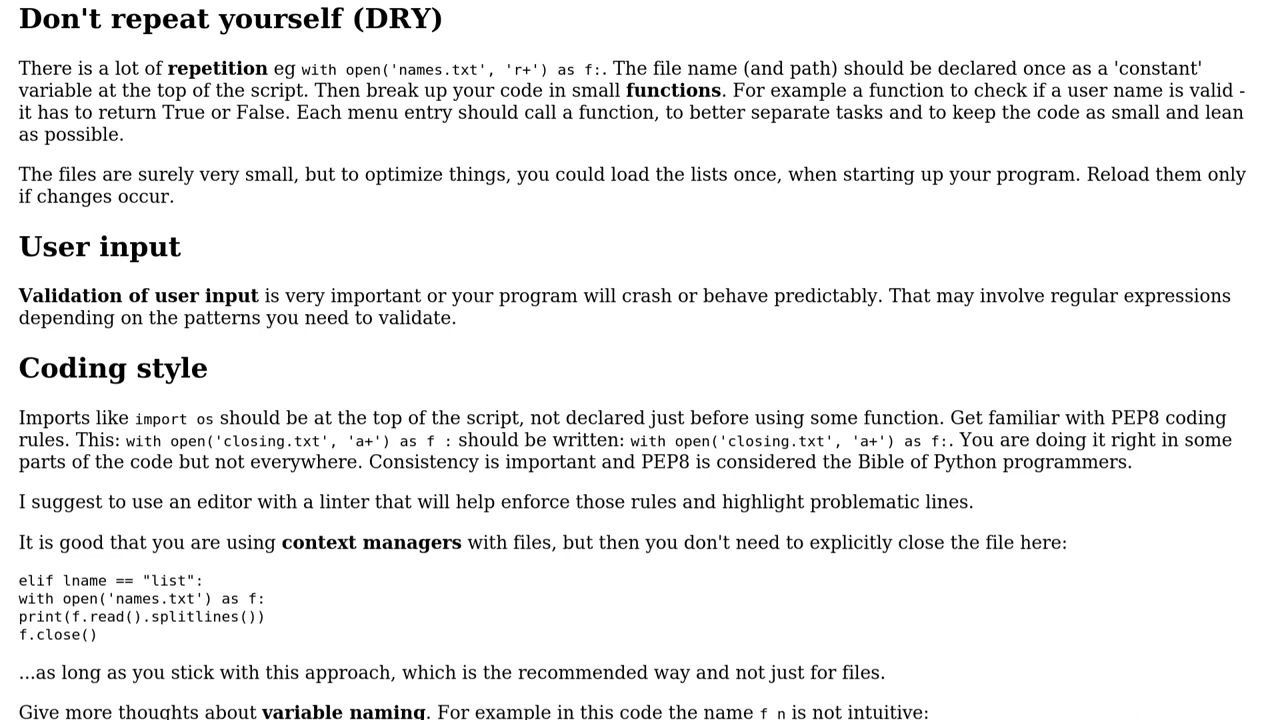 Don't repeat yourself (DRY)
There is a lot of repetition eg with open('names.txt', 'r+') as f:. The file name (and path) should be declared once as a 'constant'
variable at the top of the script. Then break up your code in small functions. For example a function to check if a user name is valid -
it has to return True or False. Each menu entry should call a function, to better separate tasks and to keep the code as small and lean
as possible.
The files are surely very small, but to optimize things, you could load the lists once, when starting up your program. Reload them only
if changes occur.
User input
Validation of user input is very important or your program will crash or behave predictably. That may involve regular expressions
depending on the patterns you need to validate.
Coding style
Imports like import os should be at the top of the script, not declared just before using some function. Get familiar with PEP8 coding
rules. This: with open('closing.txt', 'a+') as f : should be written: with open('closing.txt', 'a+') as f:. You are doing it right in some
parts of the code but not everywhere. Consistency is important and PEP8 is considered the Bible of Python programmers.
I suggest to use an editor with a linter that will help enforce those rules and highlight problematic lines.
It is good that you are using context managers with files, but then you don't need to explicitly close the file here:
elif lname == "list":
with open('names.txt') as f:
print(f.read().splitlines())
f.close()
...as long as you stick with this approach, which is the recommended way and not just for files.
Give more thoughts about variable naming. For example in this code the name f n is not intuitive: